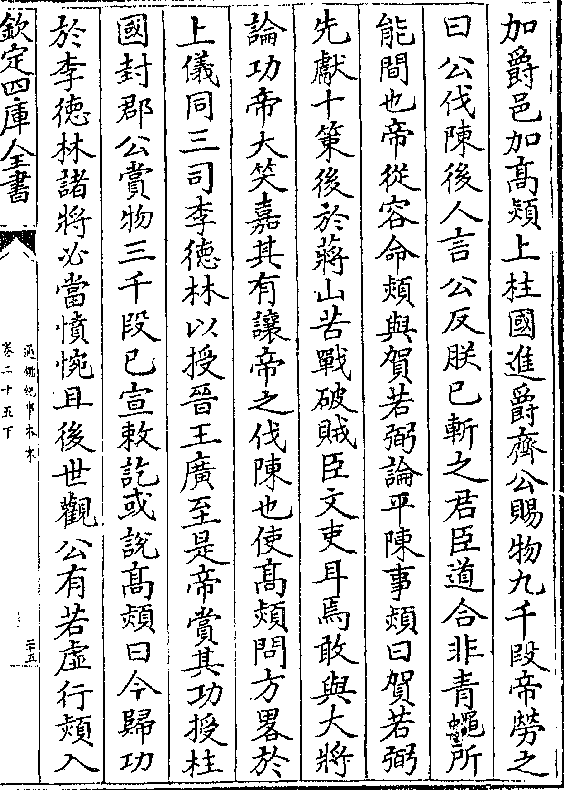 加爵邑加高熲上柱國進爵齊公賜物九千段帝勞之
曰公伐陳後人言公反朕已斬之君臣道合非青蠅所
能間也帝從容命熲與賀若弼論平陳事熲曰賀若弼
先獻十策後於蔣山苦戰破賊臣文吏耳焉敢與大將
論功帝大笑嘉其有讓帝之伐陳也使高熲問方畧於
上儀同三司李德林以授晉王廣至是帝賞其功授柱
國封郡公賞物三千段已宣敕訖或說高熲曰今歸功
於李德林諸將必當憤惋且後世觀公有若虛行熲入
欽定四庫全書
通鑑紀事本末
卷二十五下
二十五